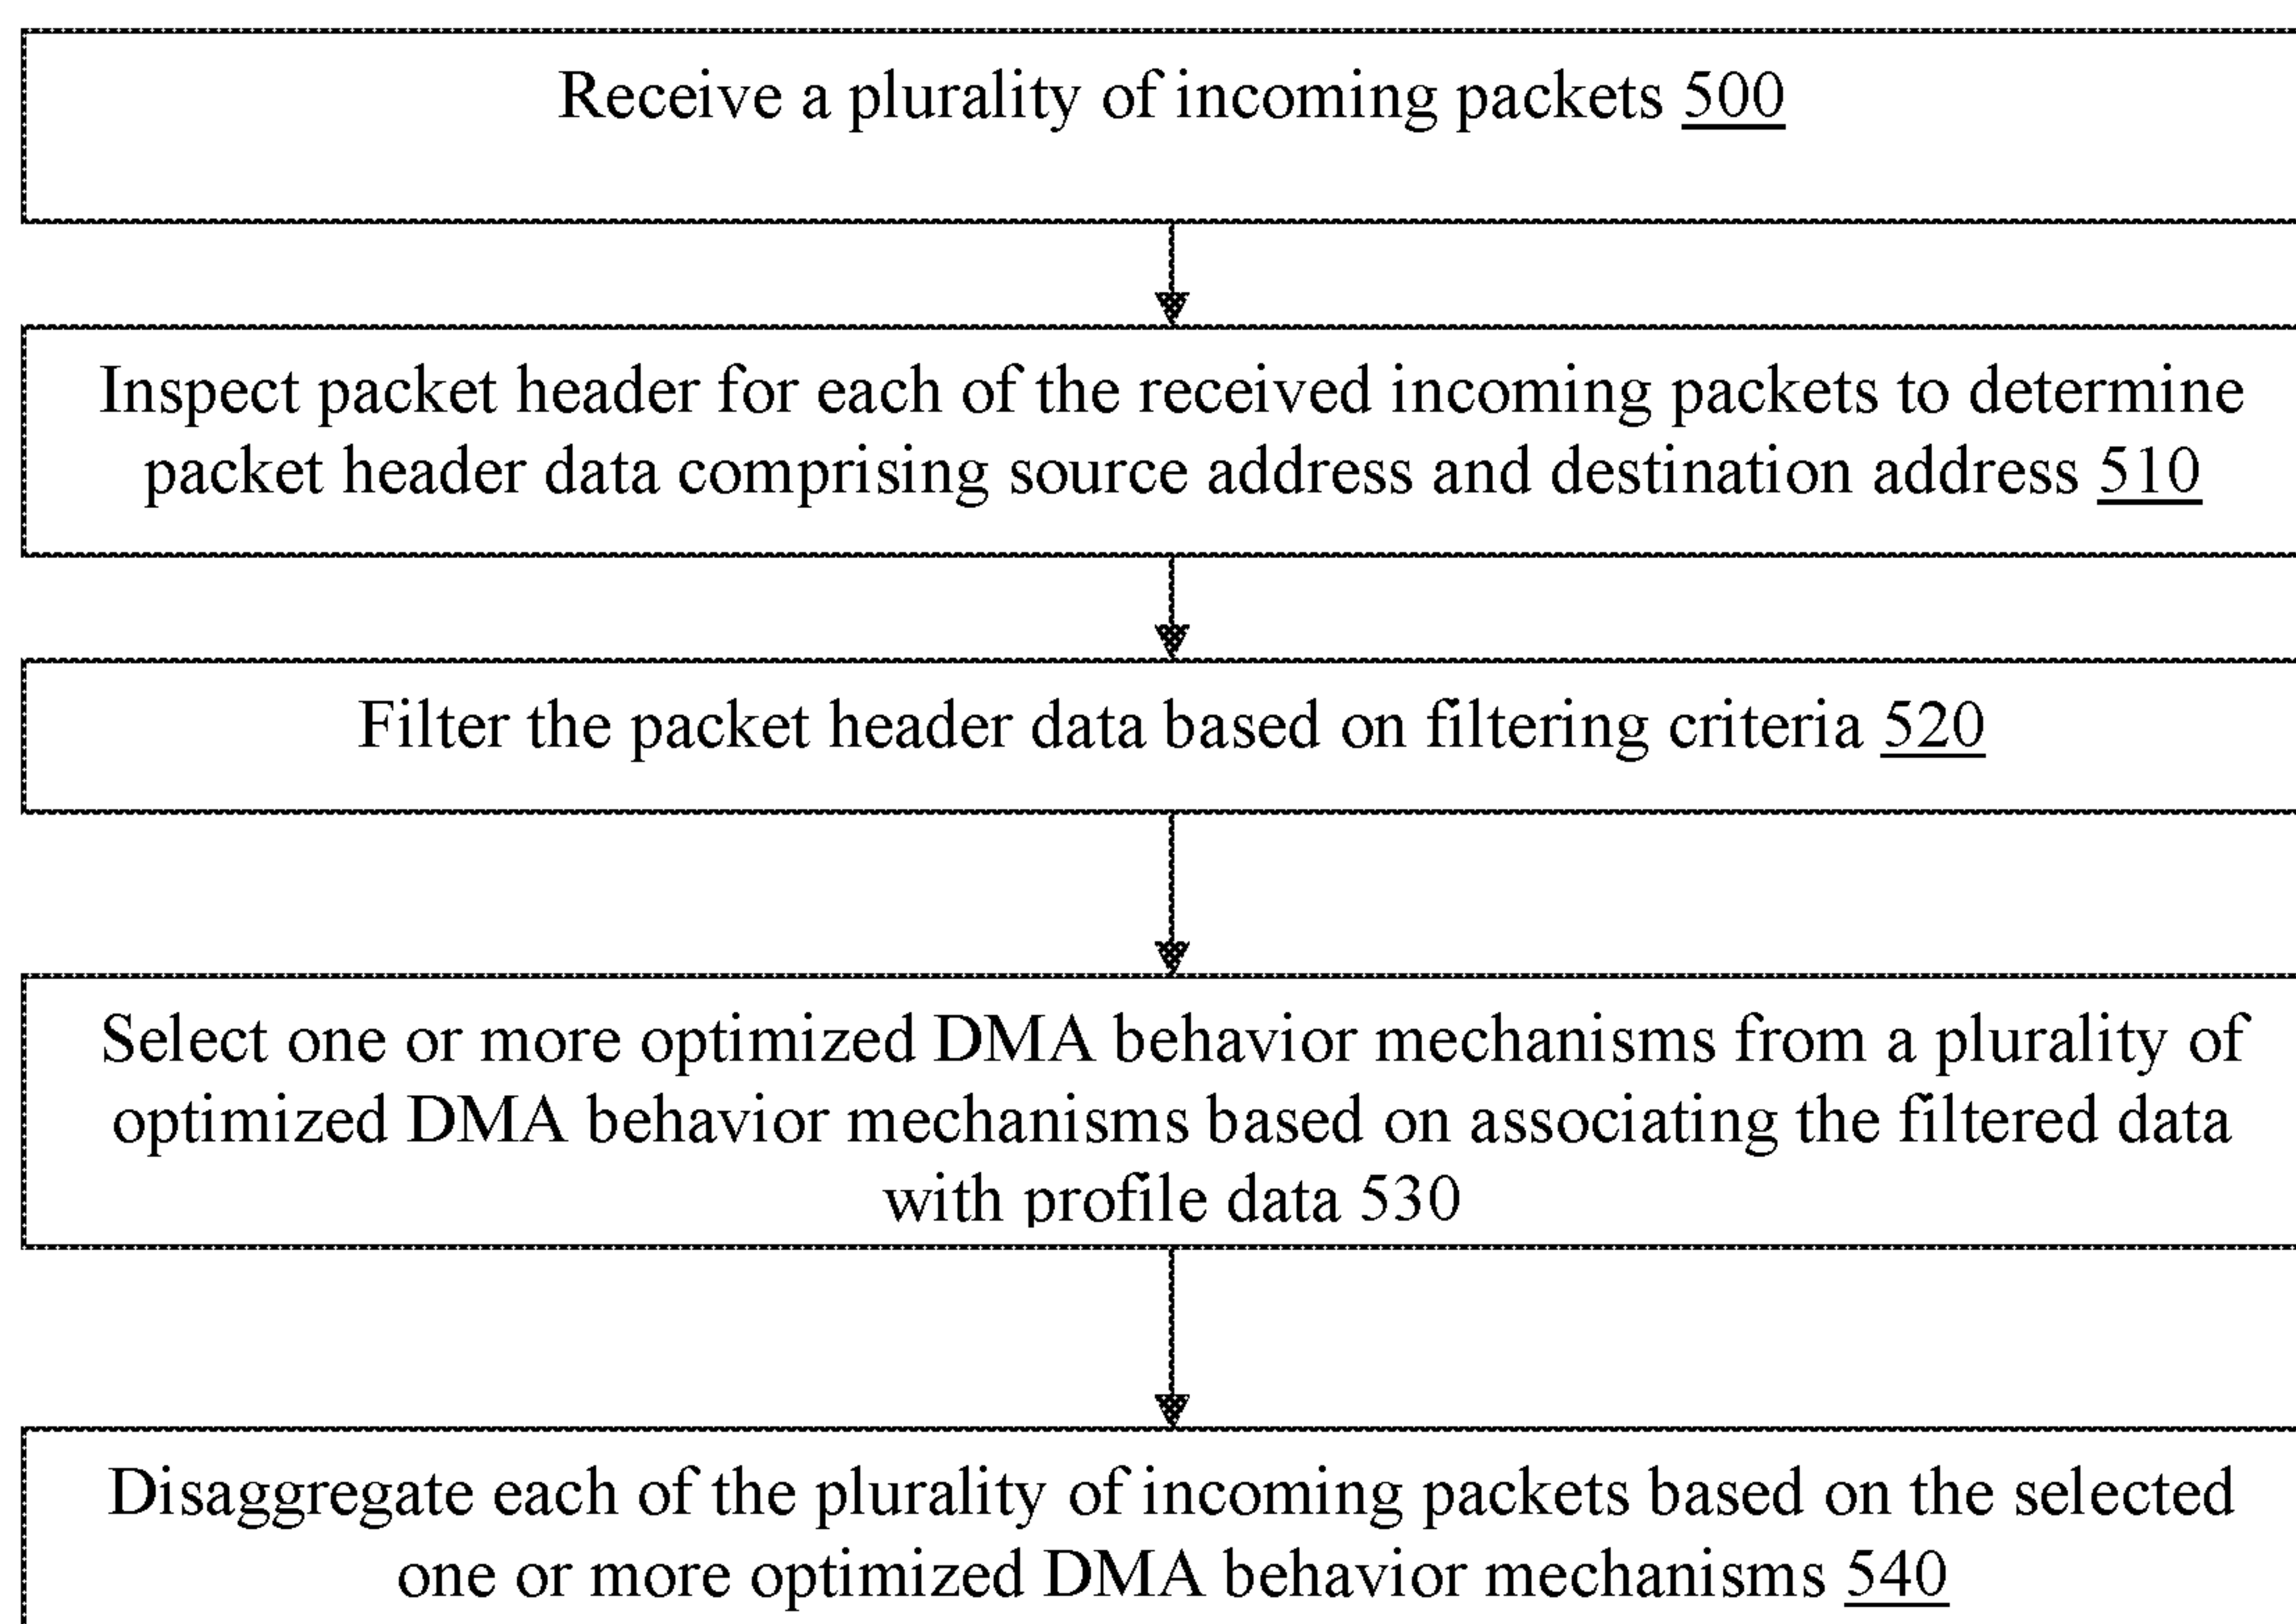 Receive a plurality of incoming packets 500
Inspect packet header for each of the received incoming packets to determine
packet header data comprising source address and destination address 510
Filter the packet header data based on filtering criteria 520
Select one or more optimized DMA behavior mechanisms from a plurality of
optimized DMA behavior mechanisms based on associating the filtered data
with profile data 530
Disaggregate each of the plurality of incoming packets based on the selected
one or more optimized DMA behavior mechanisms 540